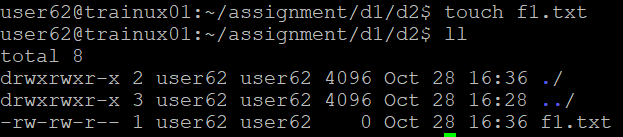 user62@trainux01:~/assignment/d1/d2$ touch f1.txt
user62@trainux01:~/assignment/d1/d2$ ll
total 8
drwxrwxr-x 2 user62 user62 4096 Oct 28 16:36 ./
drwxrwxr-x 3 user62 user62 4096 Oct 28 16:28 ../
-rw-rw-r-- 1 user62 user62    0 Oct 28 16:36 f1.txt